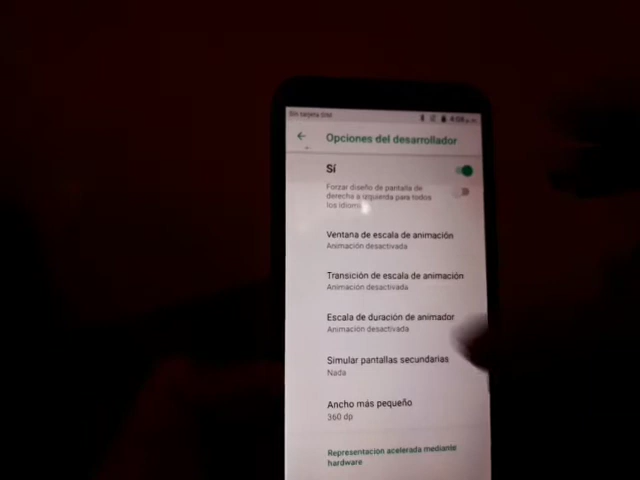 Sin tarjeta SIM
Opciones del desarrollador
Sí
Forzar diseño de pantalla de
derecha a izquierda para todos
los idiomas
Ventana de escala de animación
Animación desactivada
Transición de escala de animación
Animación desactivada
Escala de duración de animador
Animación desactivada
Simular pantallas secundarias
Nada
Ancho más pequeño
360 dp
Representación acelerada mediante
hardware